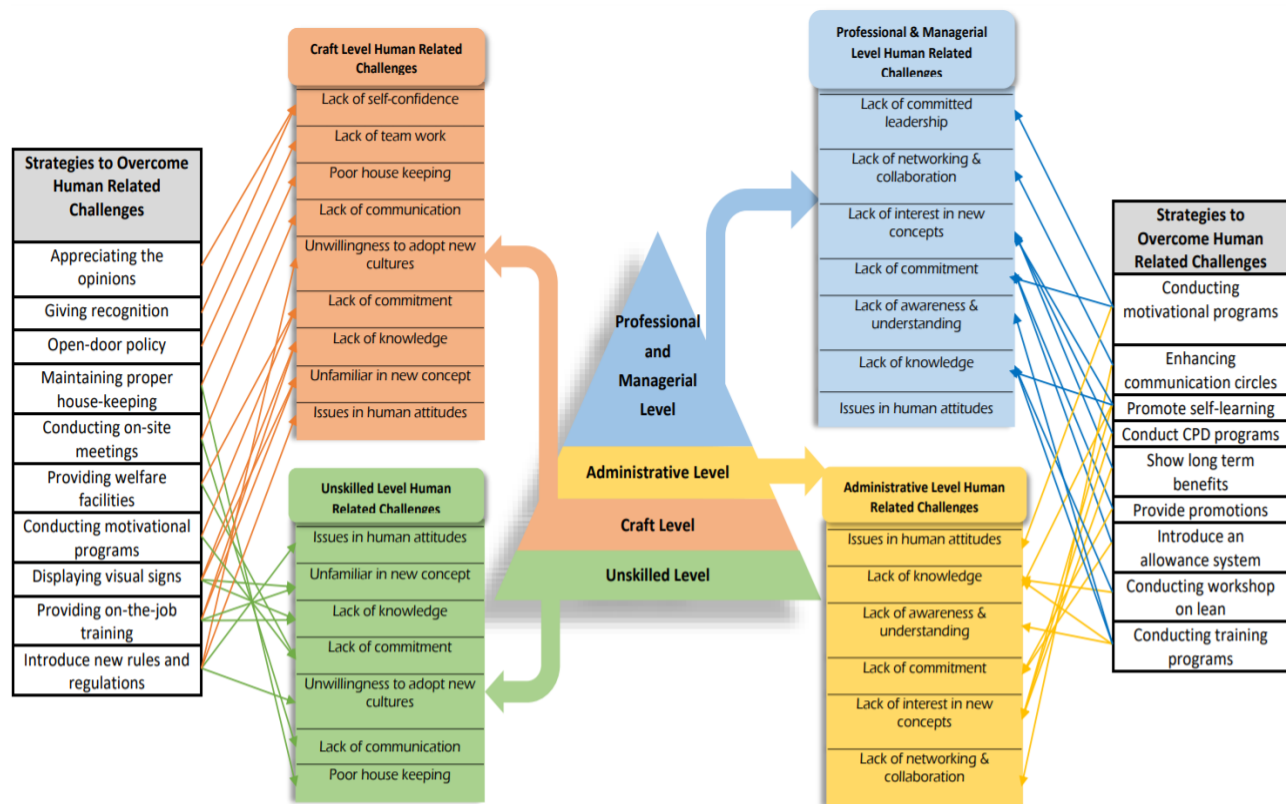 Strategies to Overcome
Human Related
Challenges
Appreciating the
opinions
Giving recognition
Open-door policy
Maintaining proper
house-keeping
Conducting on-site
meetings
Providing welfare
facilities
Conducting motivational
programs
Displaying visual signs
Providing on-the-job
training
Introduce new rules and
regulations
Craft Level Human Related
Challenges
Lack of self-confidence
Lack of team work
Poor house keeping
Lack of communication
Unwillingness to adopt new
cultures
Lack of commitment
Lack of knowledge
Unfamiliar in new concept
Issues in human attitudes
Unskilled Level Human
Related Challenges
Issues in human attitudes
Unfamiliar in new concept
Lack of knowledge
Lack of commitment
Unwillingness to adopt new
cultures
Lack of communication
Poor house keeping
Professional
and
Managerial
Level
Administrative Level
Craft Level
Unskilled Level
Professional & Managerial
Level Human Related
Challenges
Lack of committed
leadership
Lack of networking &
collaboration
Lack of interest in new
concepts
Lack of commitment
Lack of awareness &
understanding
Lack of knowledge
Issues in human attitudes
Administrative Level Human
Related Challenges
Issues in human attitudes
Lack of knowledge
Lack of awareness &
understanding
Lack of commitment
Lack of interest in new
concepts
Lack of networking &
collaboration
Strategies to
Overcome Human
Related Challenges
Conducting
motivational programs
Enhancing
communication circles
Promote self-learning
Conduct CPD programs
Show long term
benefits
Provide promotions
Introduce an
allowance system
Conducting workshop
on lean
Conducting training
programs